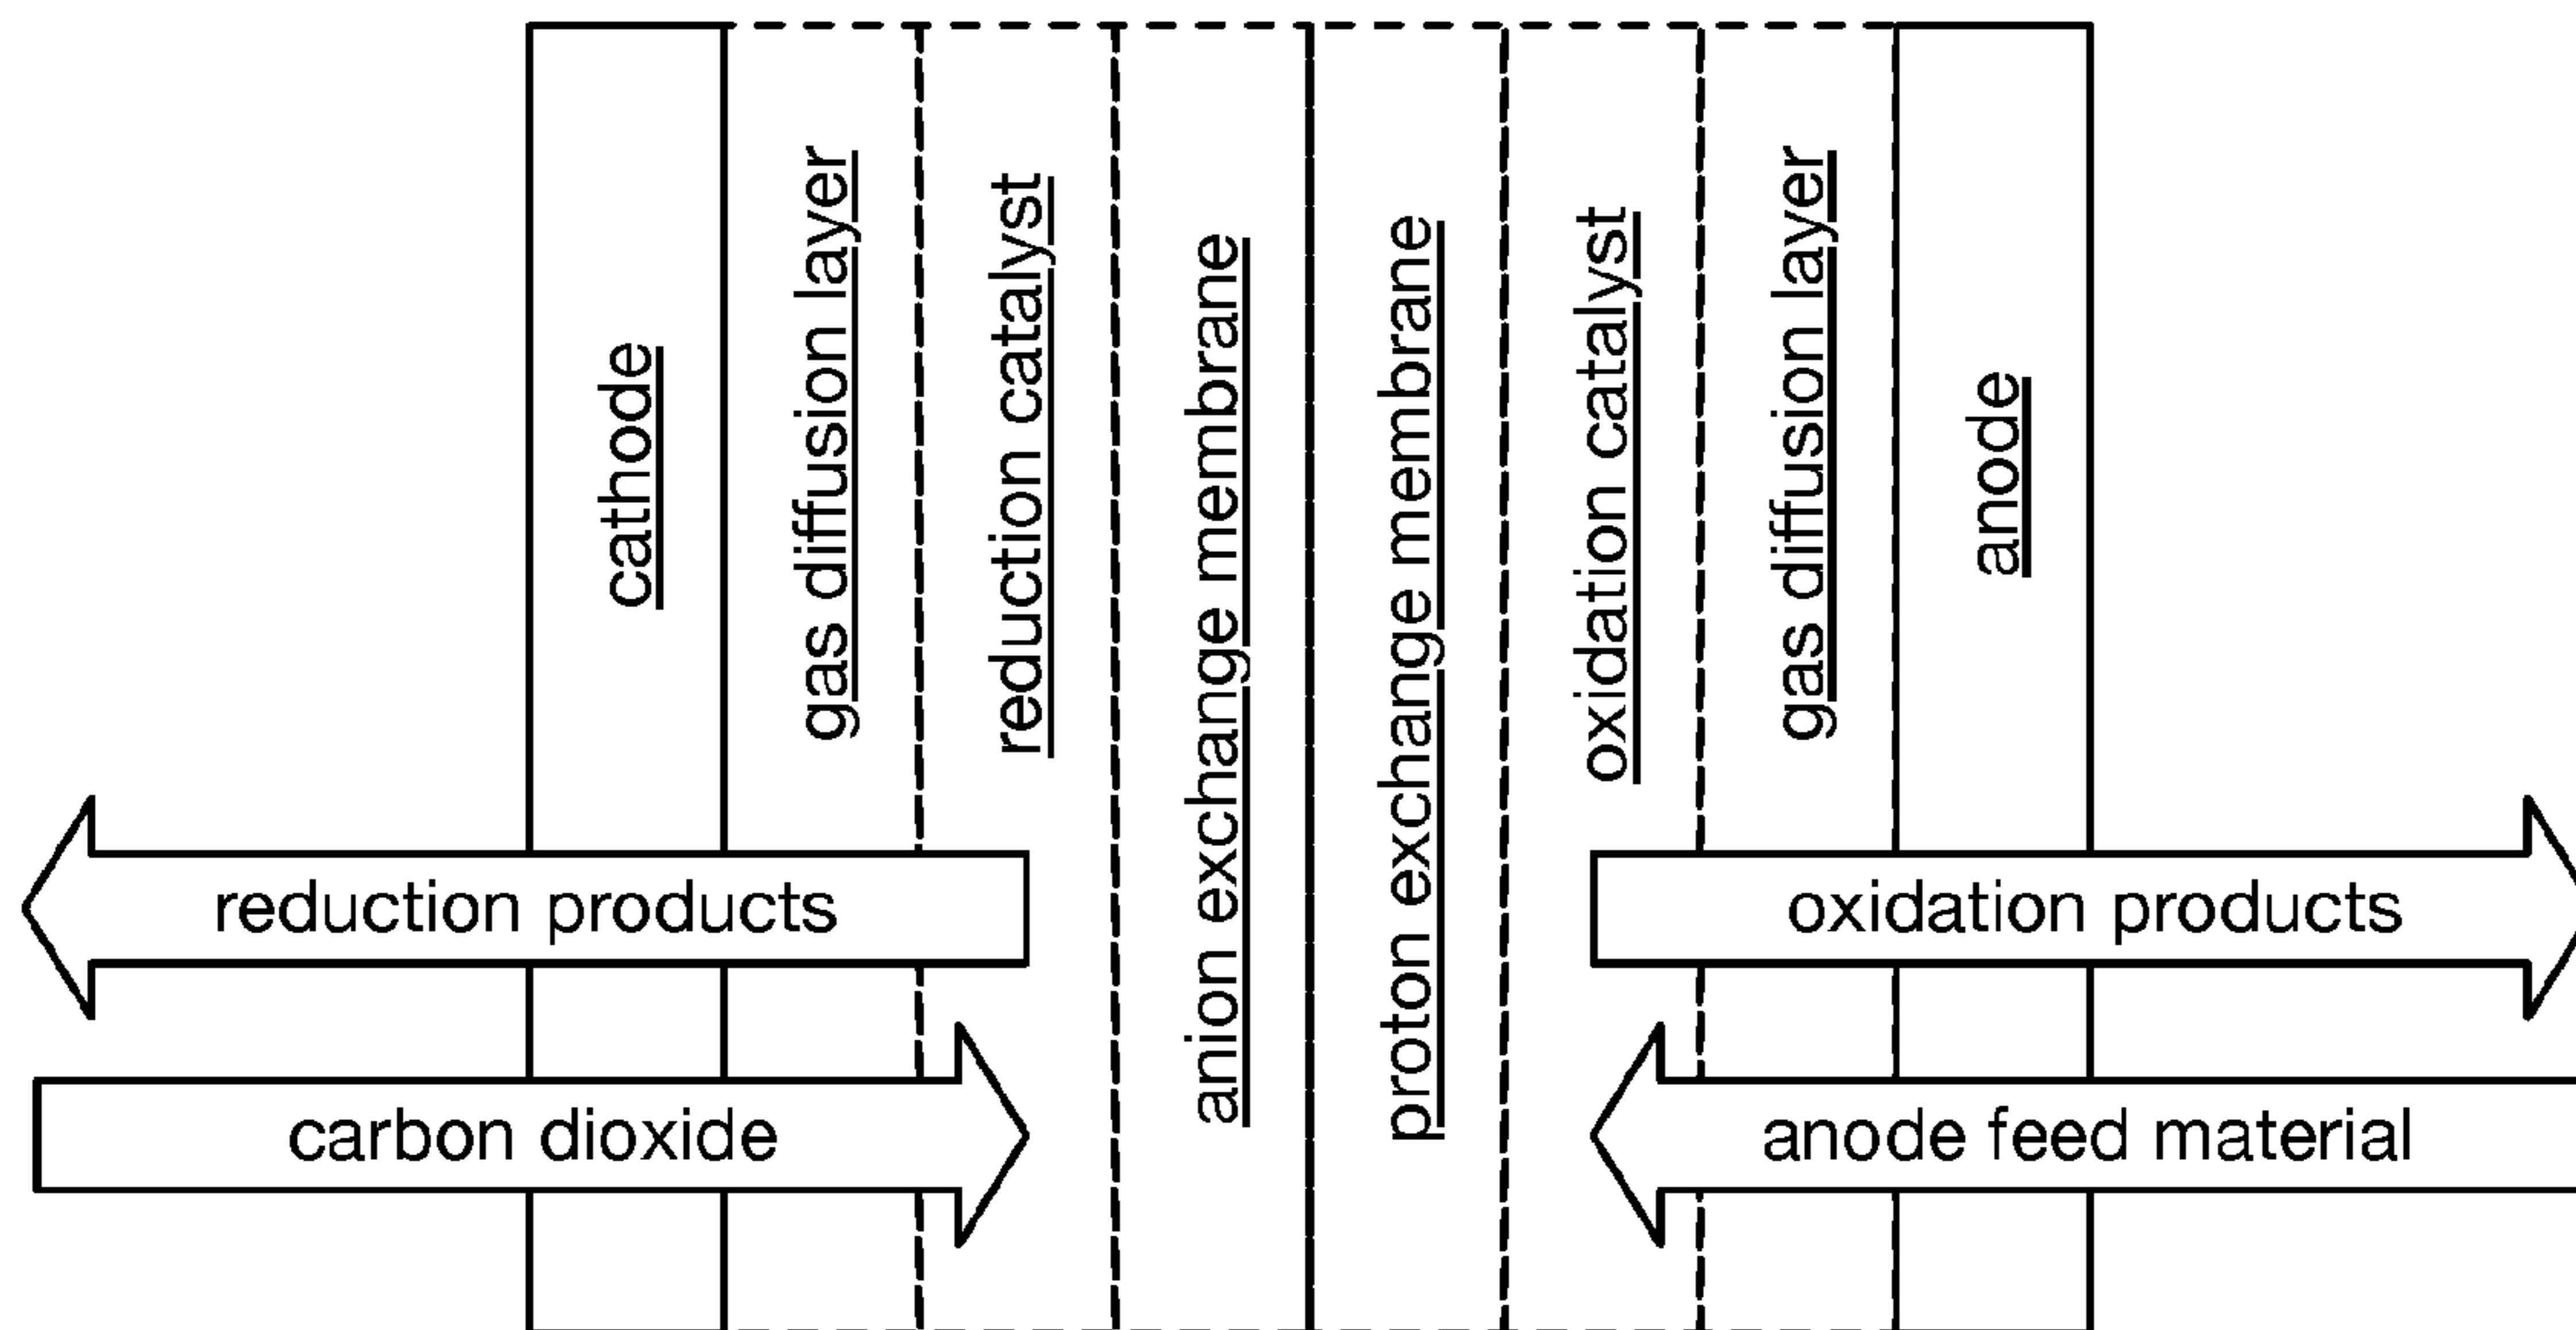 cathode
gas diffusion layer
reduction catalyst
anion exchange membrane
proton exchange membrane
oxidation catalyst
gas diffusion layer
anode
reduction products
oxidation products
carbon dioxide
anode feed material